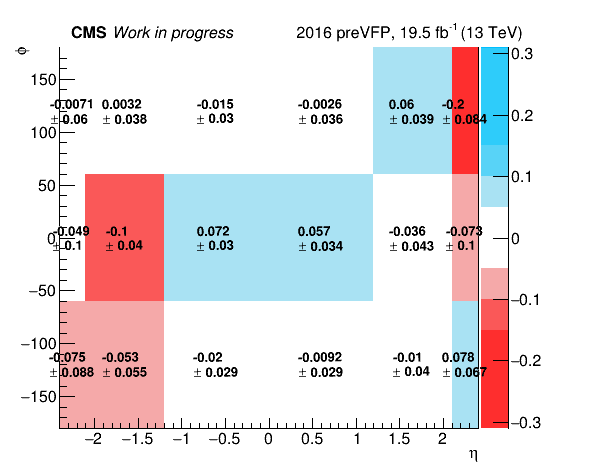 CMS Work in progress 2016 preVFP, 19.5 fb-1 (13 TeV)
φ
150
100
50
0
−50
−100
−150
-0.0071 0.0032 -0.015 -0.0026 0.06 -0.2
± 0.06 ± 0.038 ± 0.03 ± 0.036 ± 0.039 ± 0.084
-0.049 -0.1 0.072 0.057 -0.036 -0.073
± 0.1 ± 0.04 ± 0.03 ± 0.034 ± 0.043 ± 0.1
-0.075 -0.053 -0.02 -0.0092 -0.01 0.078
± 0.088 ± 0.055 ± 0.029 ± 0.029 ± 0.04 ± 0.067
−2 −1.5 −1 −0.5 0 0.5 1 1.5 2
η
0.3
0.2
0.1
0
−0.1
−0.2
−0.3